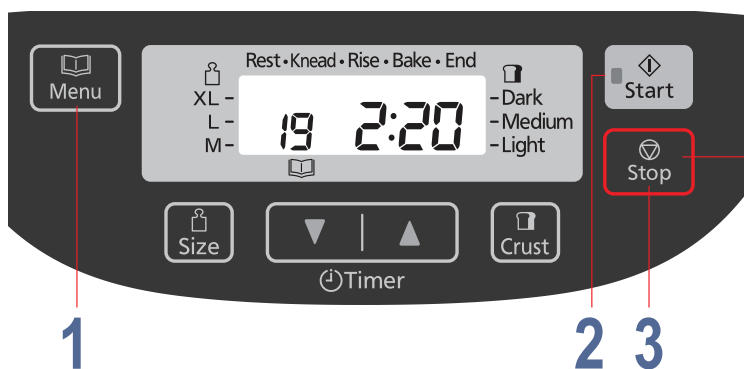 Menu
Rest • Knead • Rise • Bake • End
XL –
L –
M –
19 2:20
– Dark
– Medium
– Light
Start
Stop
Size
Crust
Timer
1
2
3